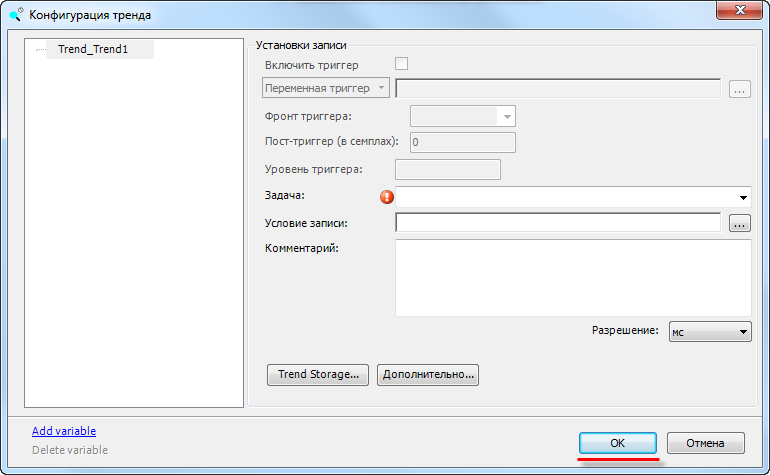 Конфигурация тренда
Trend_Trend1
Установки записи
Включить триггер
Переменная триггер
...
Фронт триггера:
Пост-триггер (в семплах):
0
Уровень триггера:
Задача:
Условие записи:
...
Комментарий:
Разрешение:
мс
Trend Storage...
Дополнительно...
Add variable
Delete variable
OK
Отмена